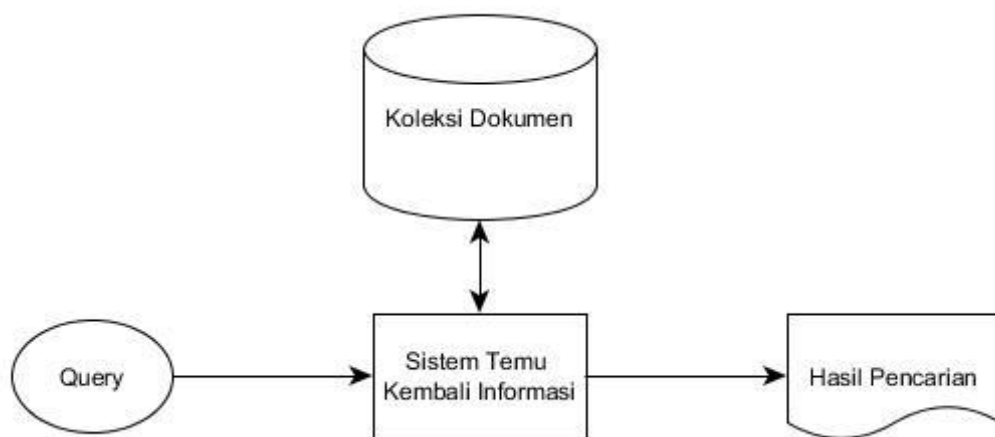 Koleksi Dokumen
Query
Sistem Temu
Kembali Informasi
Hasil Pencarian